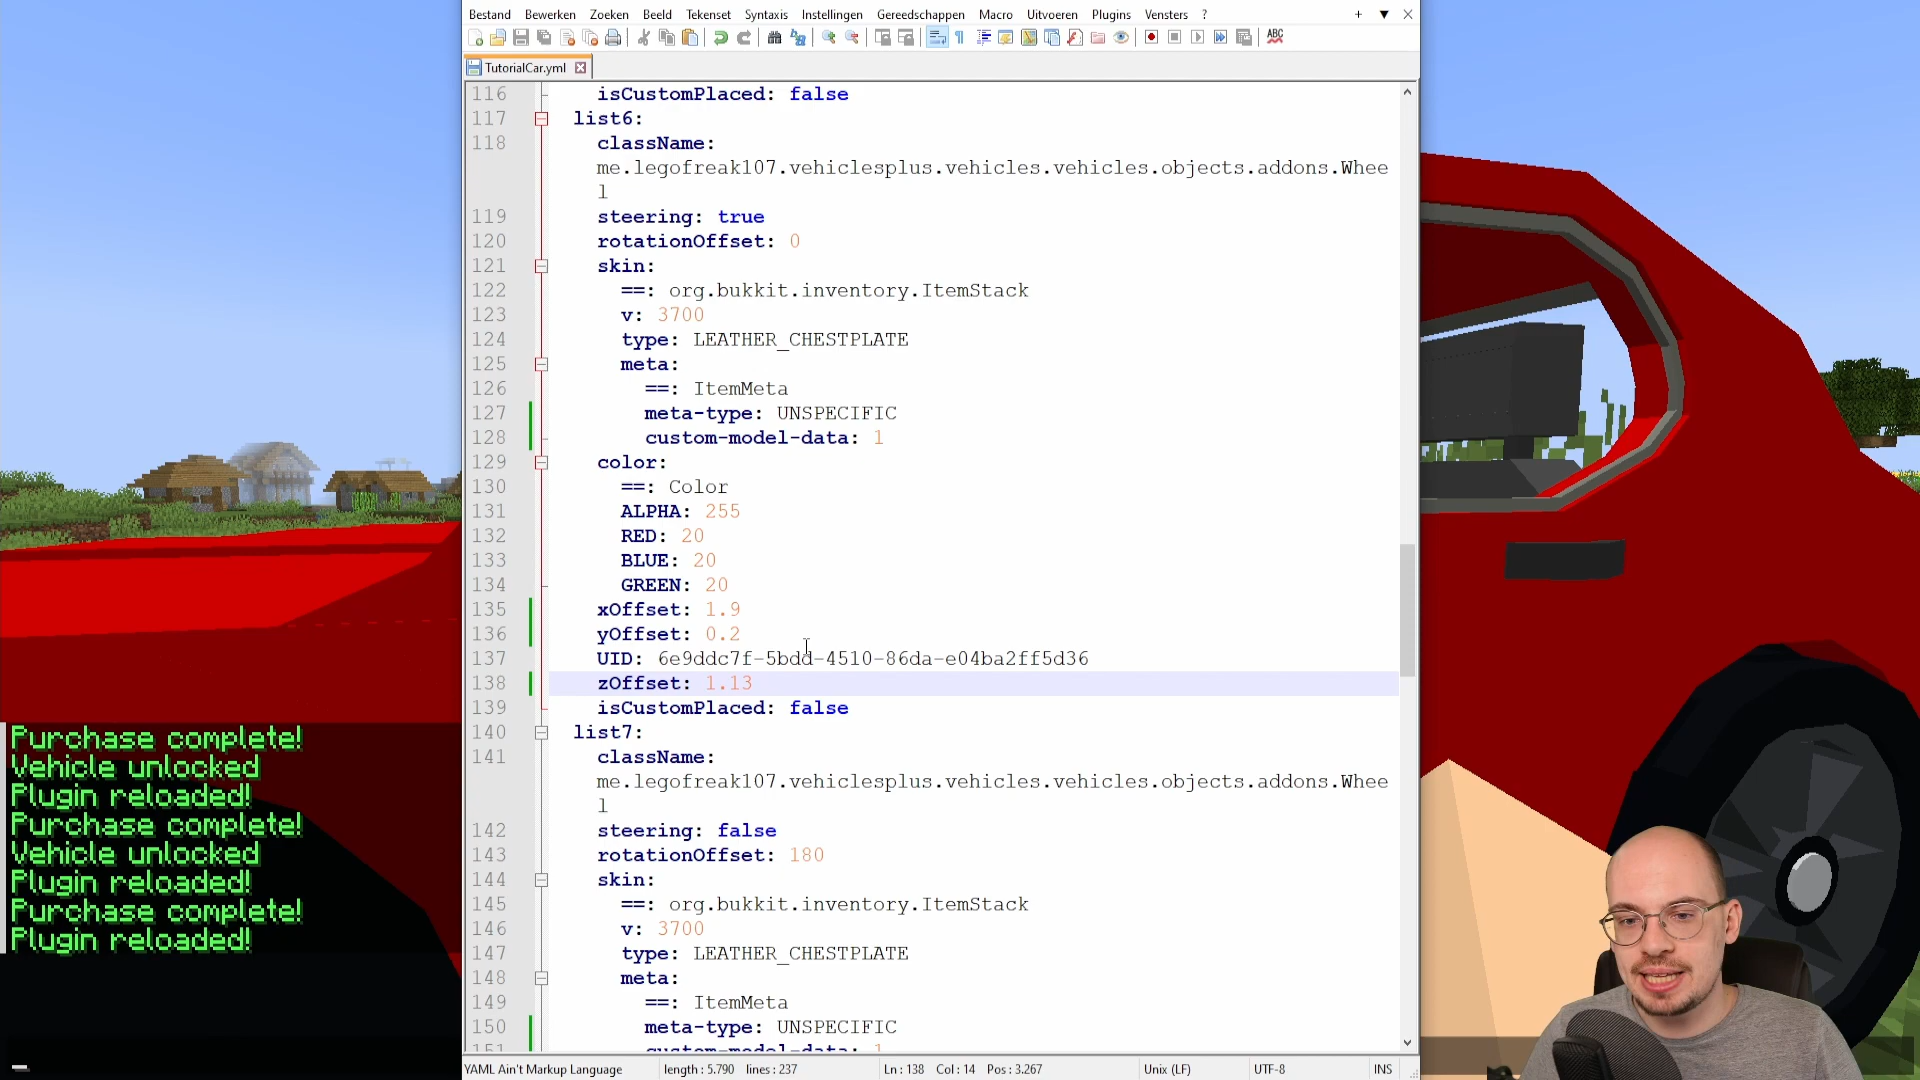 Bestand Bewerken Zoeken Beeld Tekenset Syntaxis Instellingen Gereedschappen Macro Uitvoeren Plugins Vensters ? + ▼ X
ABC
TutorialCar.yml
116 isCustomPlaced: false
117 list6:
118 className:
me.legofreak107.vehiclesplus.vehicles.vehicles.objects.addons.Whee
l
119 steering: true
120 rotationOffset: 0
121 skin:
122 ==: org.bukkit.inventory.ItemStack
123 v: 3700
124 type: LEATHER_CHESTPLATE
125 meta:
126 ==: ItemMeta
127 meta-type: UNSPECIFIC
128 custom-model-data: 1
129 color:
130 ==: Color
131 ALPHA: 255
132 RED: 20
133 BLUE: 20
134 GREEN: 20
135 xOffset: 1.9
136 yOffset: 0.2
137 UID: 6e9ddc7f-5bdd-4510-86da-e04ba2ff5d36
138 zOffset: 1.13
139 isCustomPlaced: false
140 list7:
141 className:
me.legofreak107.vehiclesplus.vehicles.vehicles.objects.addons.Whee
l
142 steering: false
143 rotationOffset: 180
144 skin:
145 ==: org.bukkit.inventory.ItemStack
146 v: 3700
147 type: LEATHER_CHESTPLATE
148 meta:
149 ==: ItemMeta
150 meta-type: UNSPECIFIC
151 custom-model-data: 1
YAML Ain't Markup Language length : 5.790 lines : 237 Ln : 138 Col : 14 Pos : 3.267 Unix (LF) UTF-8 INS
Purchase complete!
Vehicle unlocked
Plugin reloaded!
Purchase complete!
Vehicle unlocked
Plugin reloaded!
Purchase complete!
Plugin reloaded!